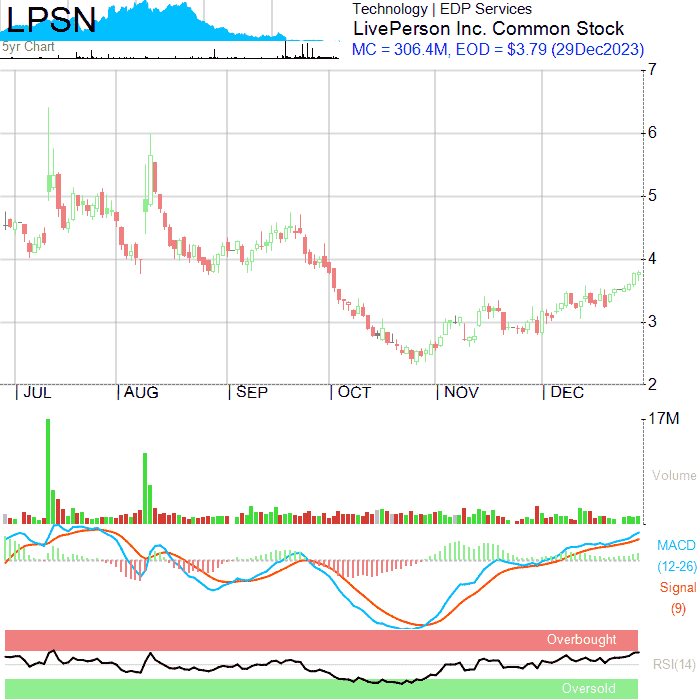 LPSN
5yr Chart
Technology | EDP Services
LivePerson Inc. Common Stock
MC = 306.4M, EOD = $3.79 (29Dec2023)
7
6
5
4
3
2
JUL AUG SEP OCT NOV DEC
17M
Volume
MACD
(12-26)
Signal
(9)
Overbought
RSI(14)
Oversold